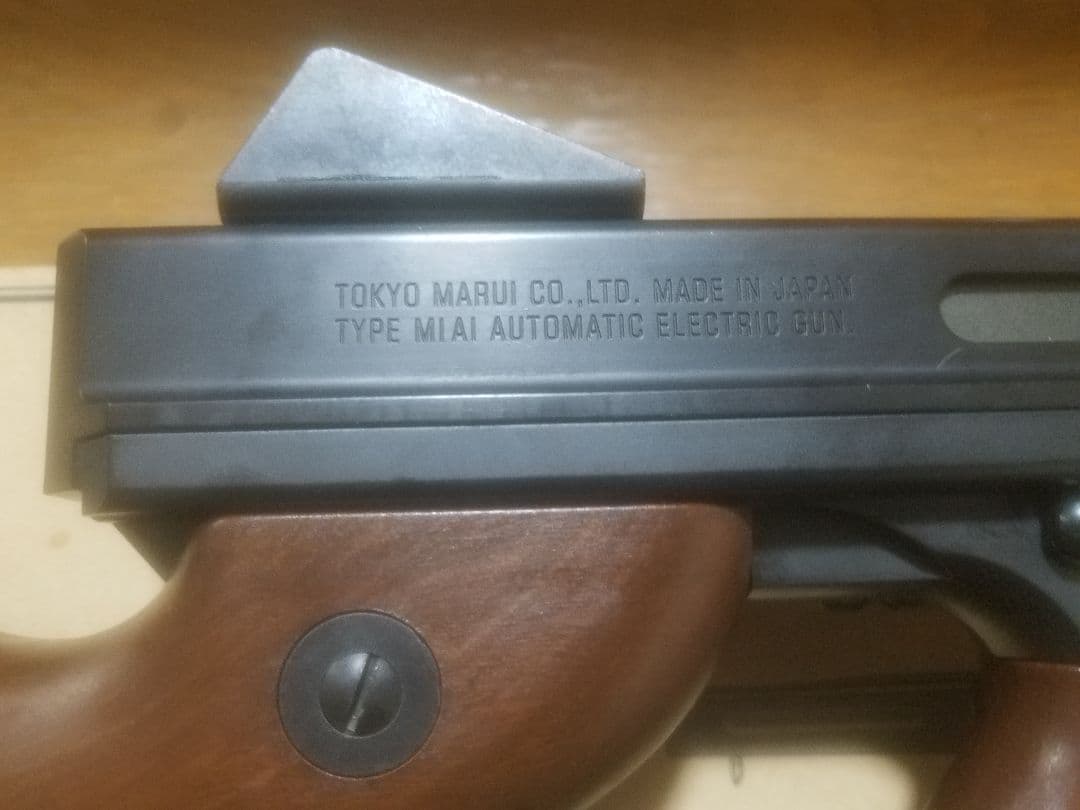 TOKYO MARUI CO.,LTD. MADE IN JAPAN
TYPE M1A1 AUTOMATIC ELECTRIC GUN.